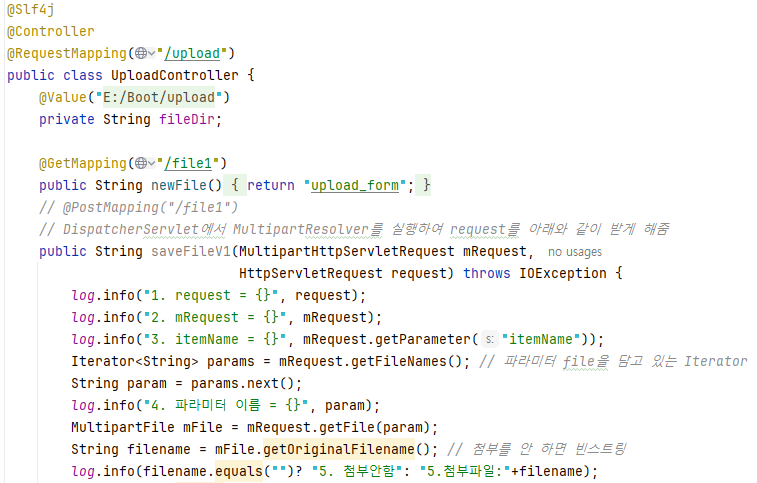 @Slf4j
@Controller
@RequestMapping("/upload")
public class UploadController {
    @Value("E:/Boot/upload")
    private String fileDir;

    @GetMapping("/file1")
    public String newFile() { return "upload_form"; }
    // @PostMapping("/file1")
    // DispatcherServlet에서 MultipartResolver를 실행하여 request를 아래와 같이 받게 해줌
    public String saveFileV1(MultipartHttpServletRequest mRequest, no usages
                             HttpServletRequest request) throws IOException {
        log.info("1. request = {}", request);
        log.info("2. mRequest = {}", mRequest);
        log.info("3. itemName = {}", mRequest.getParameter( s: "itemName"));
        Iterator<String> params = mRequest.getFileNames(); // 파라미터 file을 담고 있는 Iterator
        String param = params.next();
        log.info("4. 파라미터 이름 = {}", param);
        MultipartFile mFile = mRequest.getFile(param);
        String filename = mFile.getOriginalFilename(); // 첨부를 안 하면 빈스트링
        log.info(filename.equals("")? "5. 첨부안함": "5.첨부파일:"+filename);